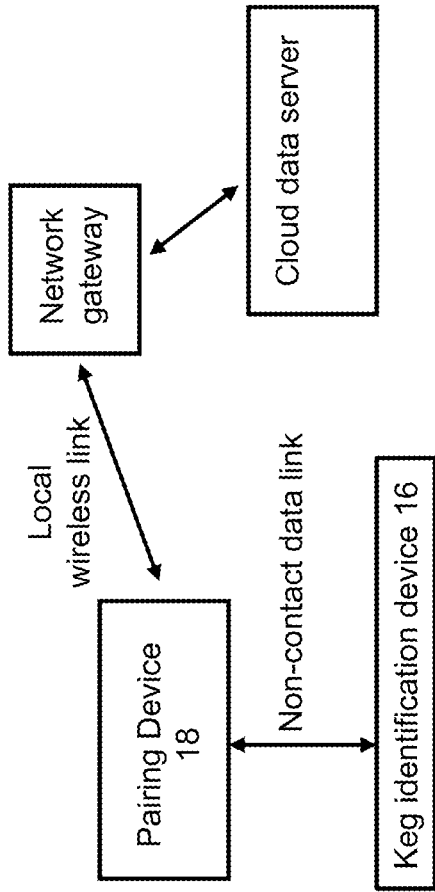 Local
wireless link
Network
gateway
Pairing Device
18
Cloud data server
Non-contact data link
Keg identification device 16